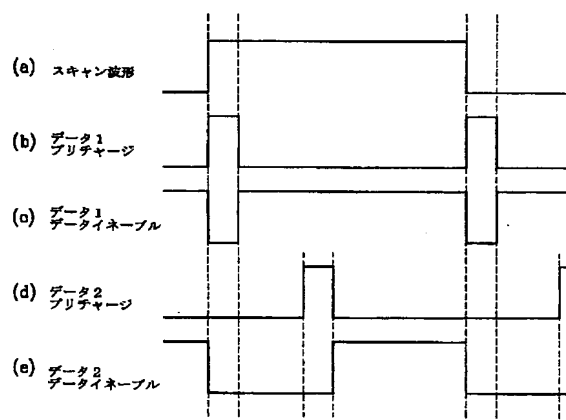 (a) スキャン波形
(b) データ1
プリチャージ
(c) データ1
データイネーブル
(d) データ2
プリチャージ
(e) データ2
データイネーブル